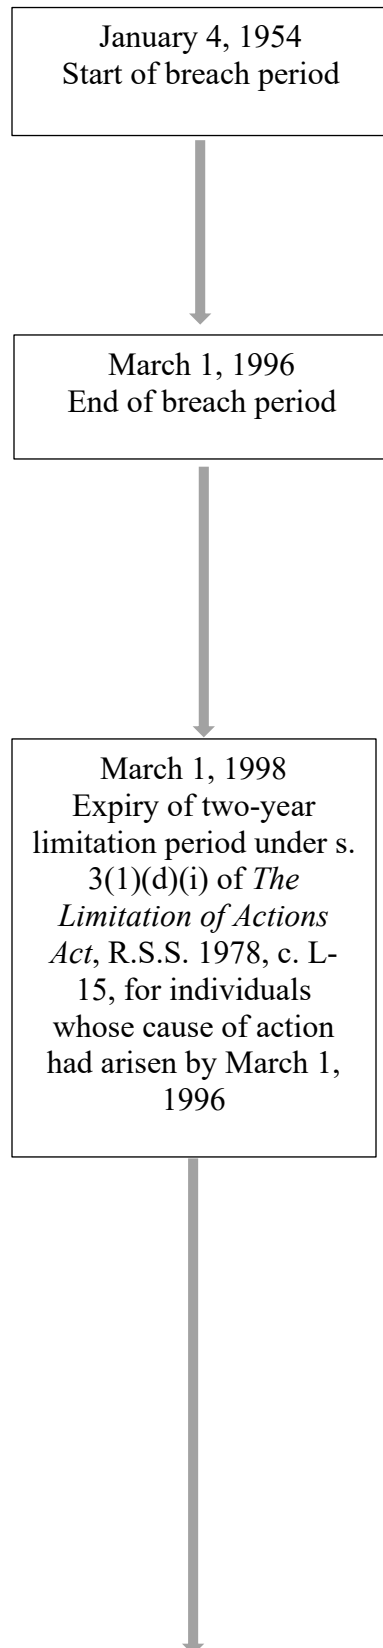 January 4, 1954
Start of breach period
March 1, 1996
End of breach period
March 1, 1998
Expiry of two-year
limitation period under s.
3(1)(d)(i) of The
Limitation of Actions
Act, R.S.S. 1978, c. L-
15, for individuals
whose cause of action
had arisen by March 1,
1996